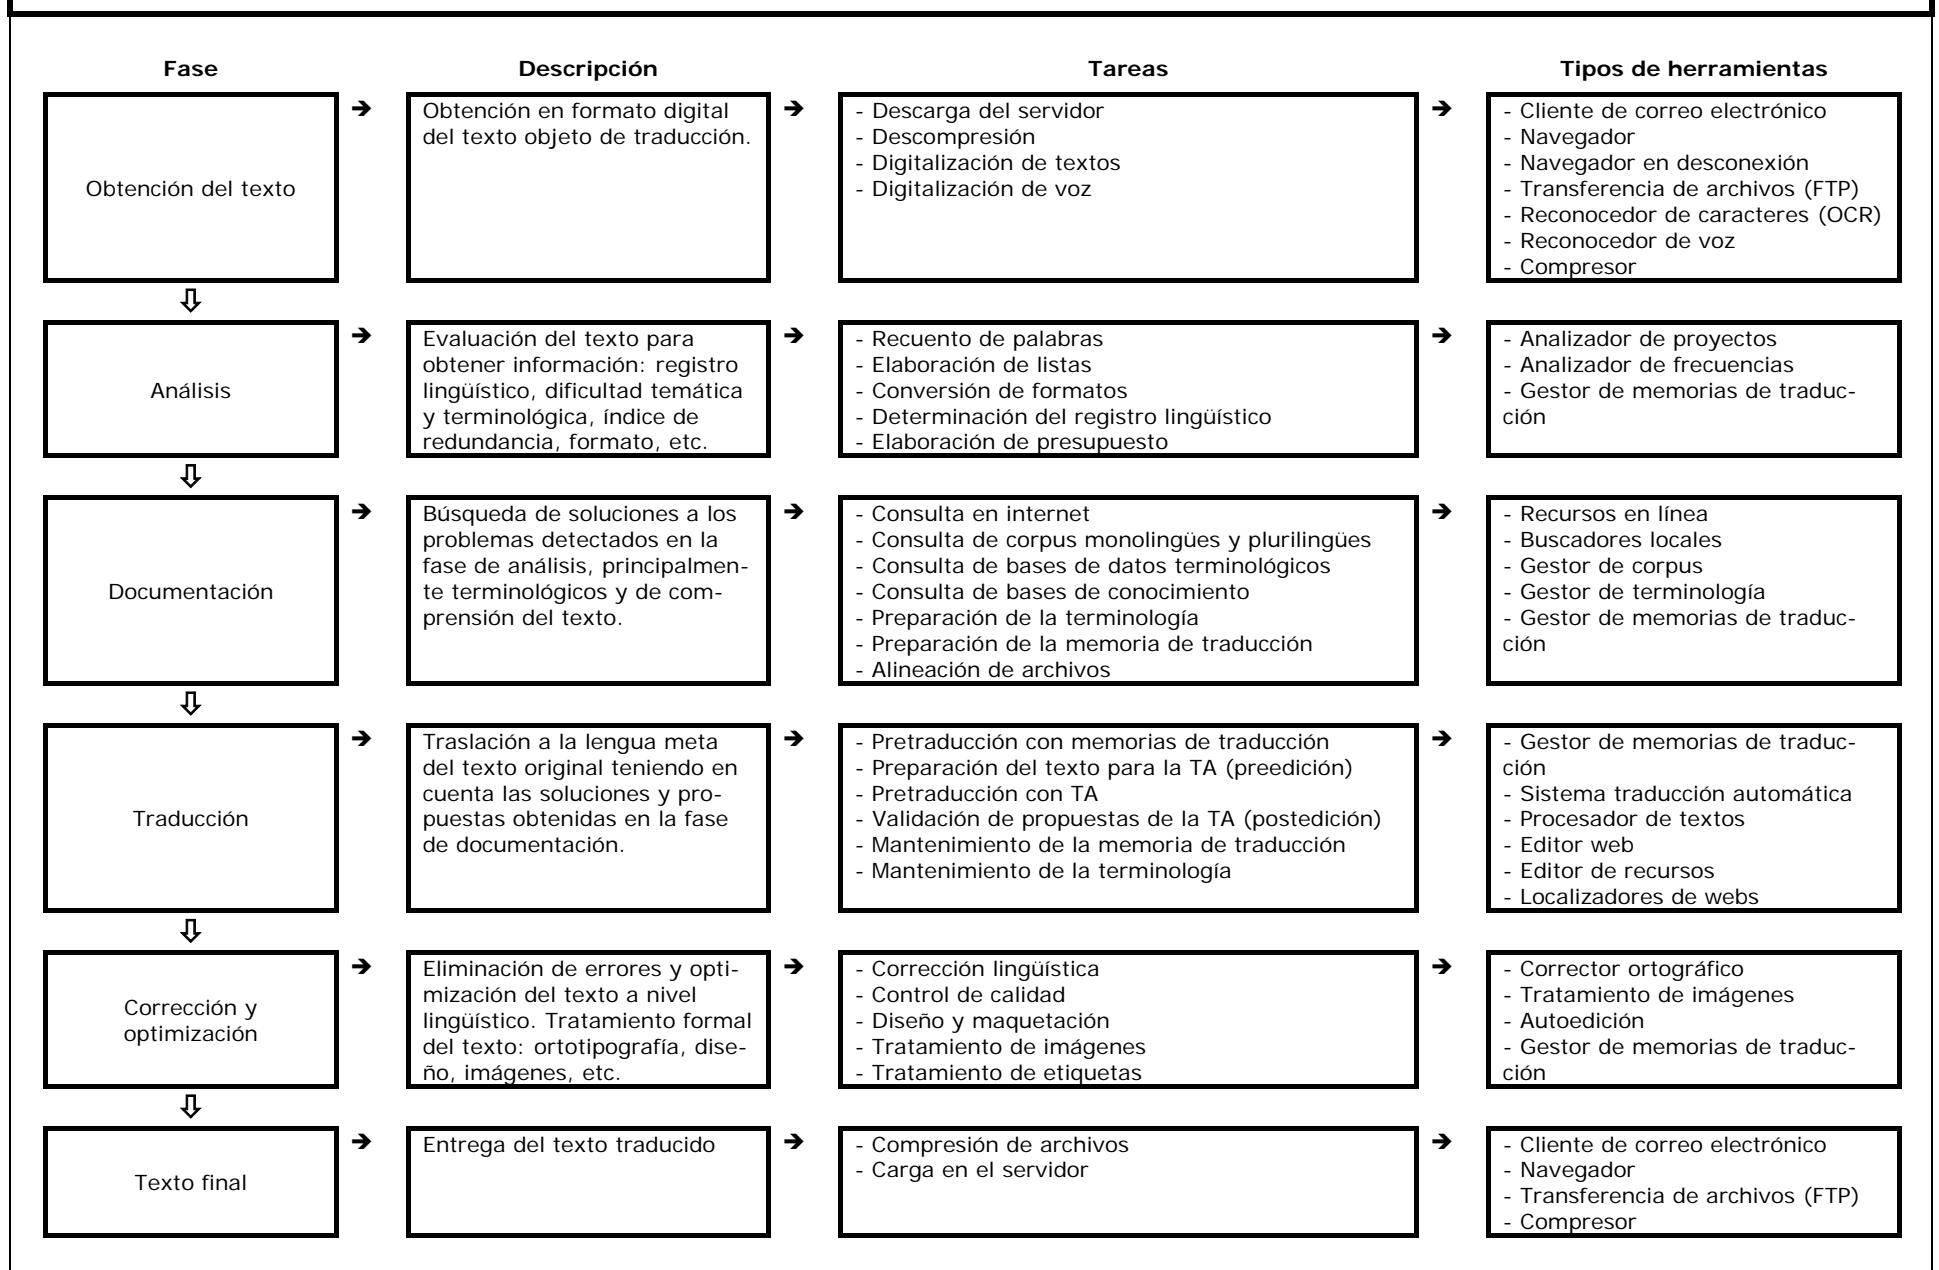 Fase
Descripción
Tareas
Tipos de herramientas
Obtención del texto
➔
Obtención en formato digital
del texto objeto de traducción.
➔
- Descarga del servidor
- Descompresión
- Digitalización de textos
- Digitalización de voz
➔
- Cliente de correo electrónico
- Navegador
- Navegador en desconexión
- Transferencia de archivos (FTP)
- Reconocedor de caracteres (OCR)
- Reconocedor de voz
- Compresor
⇩
Análisis
➔
Evaluación del texto para
obtener información: registro
lingüístico, dificultad temática
y terminológica, índice de
redundancia, formato, etc.
➔
- Recuento de palabras
- Elaboración de listas
- Conversión de formatos
- Determinación del registro lingüístico
- Elaboración de presupuesto
➔
- Analizador de proyectos
- Analizador de frecuencias
- Gestor de memorias de traduc-
ción
⇩
Documentación
➔
Búsqueda de soluciones a los
problemas detectados en la
fase de análisis, principalmen-
te terminológicos y de com-
prensión del texto.
➔
- Consulta en internet
- Consulta de corpus monolingües y plurilingües
- Consulta de bases de datos terminológicos
- Consulta de bases de conocimiento
- Preparación de la terminología
- Preparación de la memoria de traducción
- Alineación de archivos
➔
- Recursos en línea
- Buscadores locales
- Gestor de corpus
- Gestor de terminología
- Gestor de memorias de traduc-
ción
⇩
Traducción
➔
Traslación a la lengua meta
del texto original teniendo en
cuenta las soluciones y pro-
puestas obtenidas en la fase
de documentación.
➔
- Pretraducción con memorias de traducción
- Preparación del texto para la TA (preedición)
- Pretraducción con TA
- Validación de propuestas de la TA (postedición)
- Mantenimiento de la memoria de traducción
- Mantenimiento de la terminología
➔
- Gestor de memorias de traduc-
ción
- Sistema traducción automática
- Procesador de textos
- Editor web
- Editor de recursos
- Localizadores de webs
⇩
Corrección y
optimización
➔
Eliminación de errores y opti-
mización del texto a nivel
lingüístico. Tratamiento formal
del texto: ortotipografía, dise-
ño, imágenes, etc.
➔
- Corrección lingüística
- Control de calidad
- Diseño y maquetación
- Tratamiento de imágenes
- Tratamiento de etiquetas
➔
- Corrector ortográfico
- Tratamiento de imágenes
- Autoedición
- Gestor de memorias de traduc-
ción
⇩
Texto final
➔
Entrega del texto traducido
➔
- Compresión de archivos
- Carga en el servidor
➔
- Cliente de correo electrónico
- Navegador
- Transferencia de archivos (FTP)
- Compresor